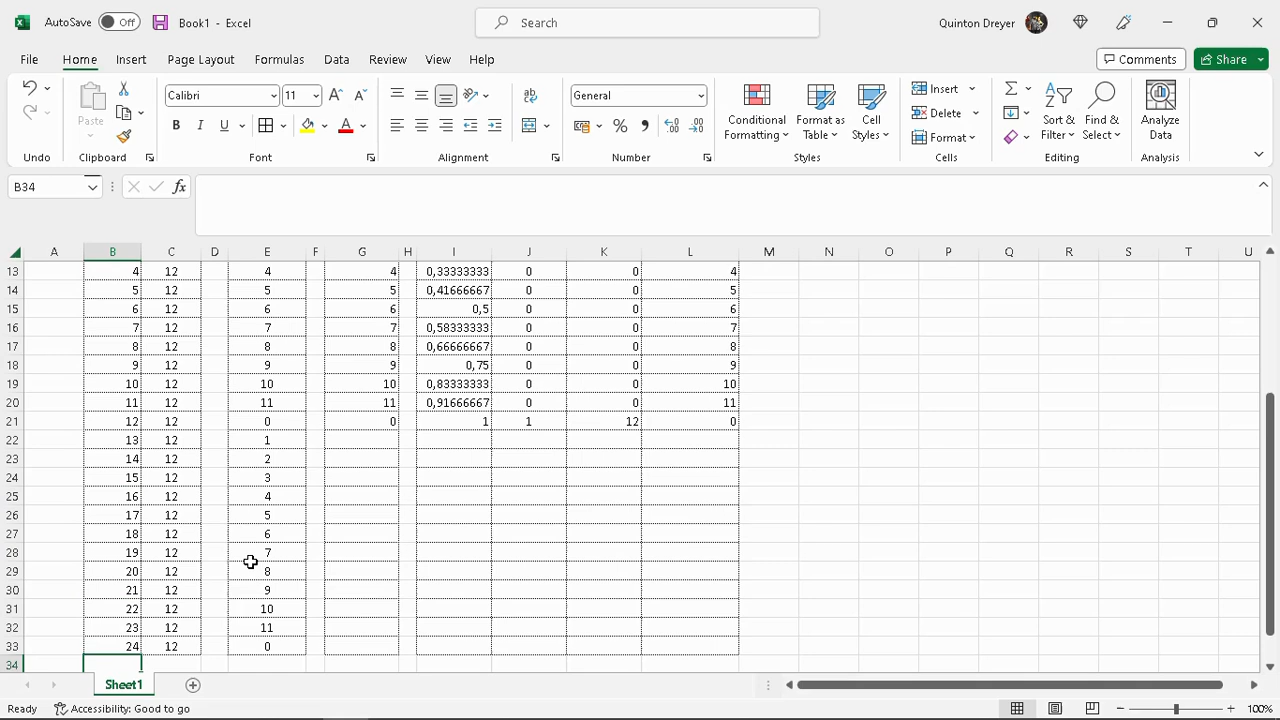 AutoSave Off Book1 - Excel Search Quinton Dreyer
File Home Insert Page Layout Formulas Data Review View Help Comments Share
Calibri 11 General Insert
Paste Conditional Formatting Format as Table Cell Styles Delete Sort & Filter Find & Select Analyze Data
B I U % , Format
Undo Clipboard Font Alignment Number Styles Cells Editing Analysis
B34 fx
A B C D E F G H I J K L M N O P Q R S T U
13 4 12 4 4 0,33333333 0 0 4
14 5 12 5 5 0,41666667 0 0 5
15 6 12 6 6 0,5 0 0 6
16 7 12 7 7 0,58333333 0 0 7
17 8 12 8 8 0,66666667 0 0 8
18 9 12 9 9 0,75 0 0 9
19 10 12 10 10 0,83333333 0 0 10
20 11 12 11 11 0,91666667 0 0 11
21 12 12 0 0 1 1 12 0
22 13 12 1
23 14 12 2
24 15 12 3
25 16 12 4
26 17 12 5
27 18 12 6
28 19 12 7
29 20 12 8
30 21 12 9
31 22 12 10
32 23 12 11
33 24 12 0
34
Sheet1
Ready Accessibility: Good to go 100%